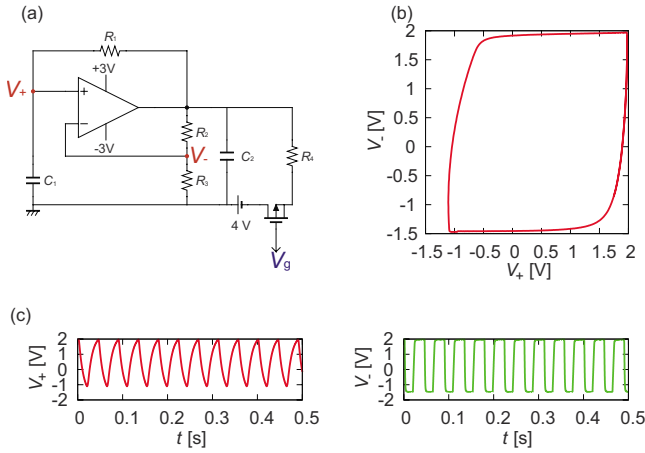 (a)
R₁
V₊
+3V
+
−
-3V
R₂
V₋
R₃
C₁
C₂
R₄
4 V
Vg
(b)
V₋ [V]
2
1.5
1
0.5
0
-0.5
-1
-1.5
-1.5 -1 -0.5 0 0.5 1 1.5 2
V₊ [V]
(c)
V₊ [V]
2
1
0
-1
-2
0 0.1 0.2 0.3 0.4 0.5
t [s]
V₋ [V]
2
1
0
-1
-2
0 0.1 0.2 0.3 0.4 0.5
t [s]